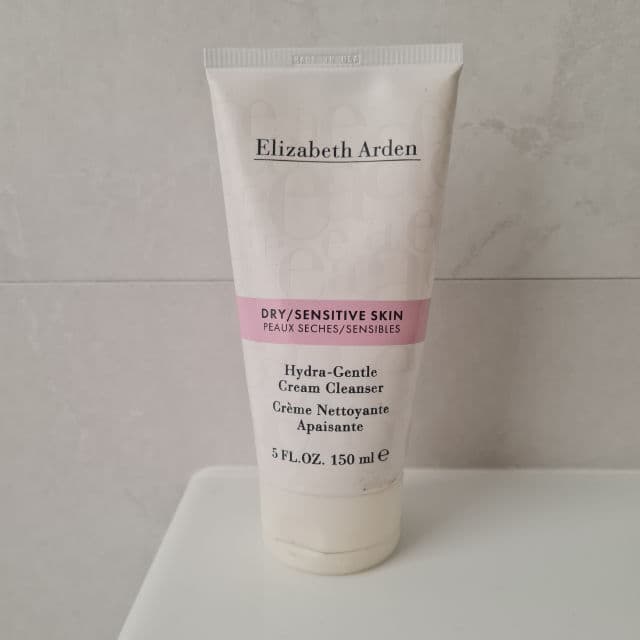 Elizabeth Arden
DRY/SENSITIVE SKIN
PEAUX SECHES/SENSIBLES
Hydra-Gentle
Cream Cleanser
Crème Nettoyante
Apaisante
5 FL.OZ. 150 ml e